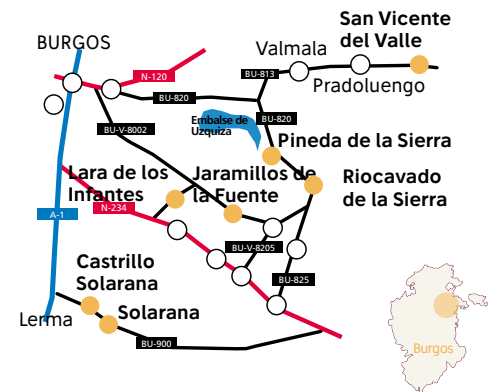 San Vicente
del Valle
BURGOS
Valmala
N-120
BU-813
Pradoluengo
BU-820
BU-820
Embalse de
Uzquiza
BU-V-8002
Pineda de la Sierra
Lara de los
Infantes
Jaramillos de
la Fuente
Riocavado
de la Sierra
N-234
A-1
BU-V-8205
Castrillo
Solarana
BU-825
Solarana
Lerma
BU-900
Burgos